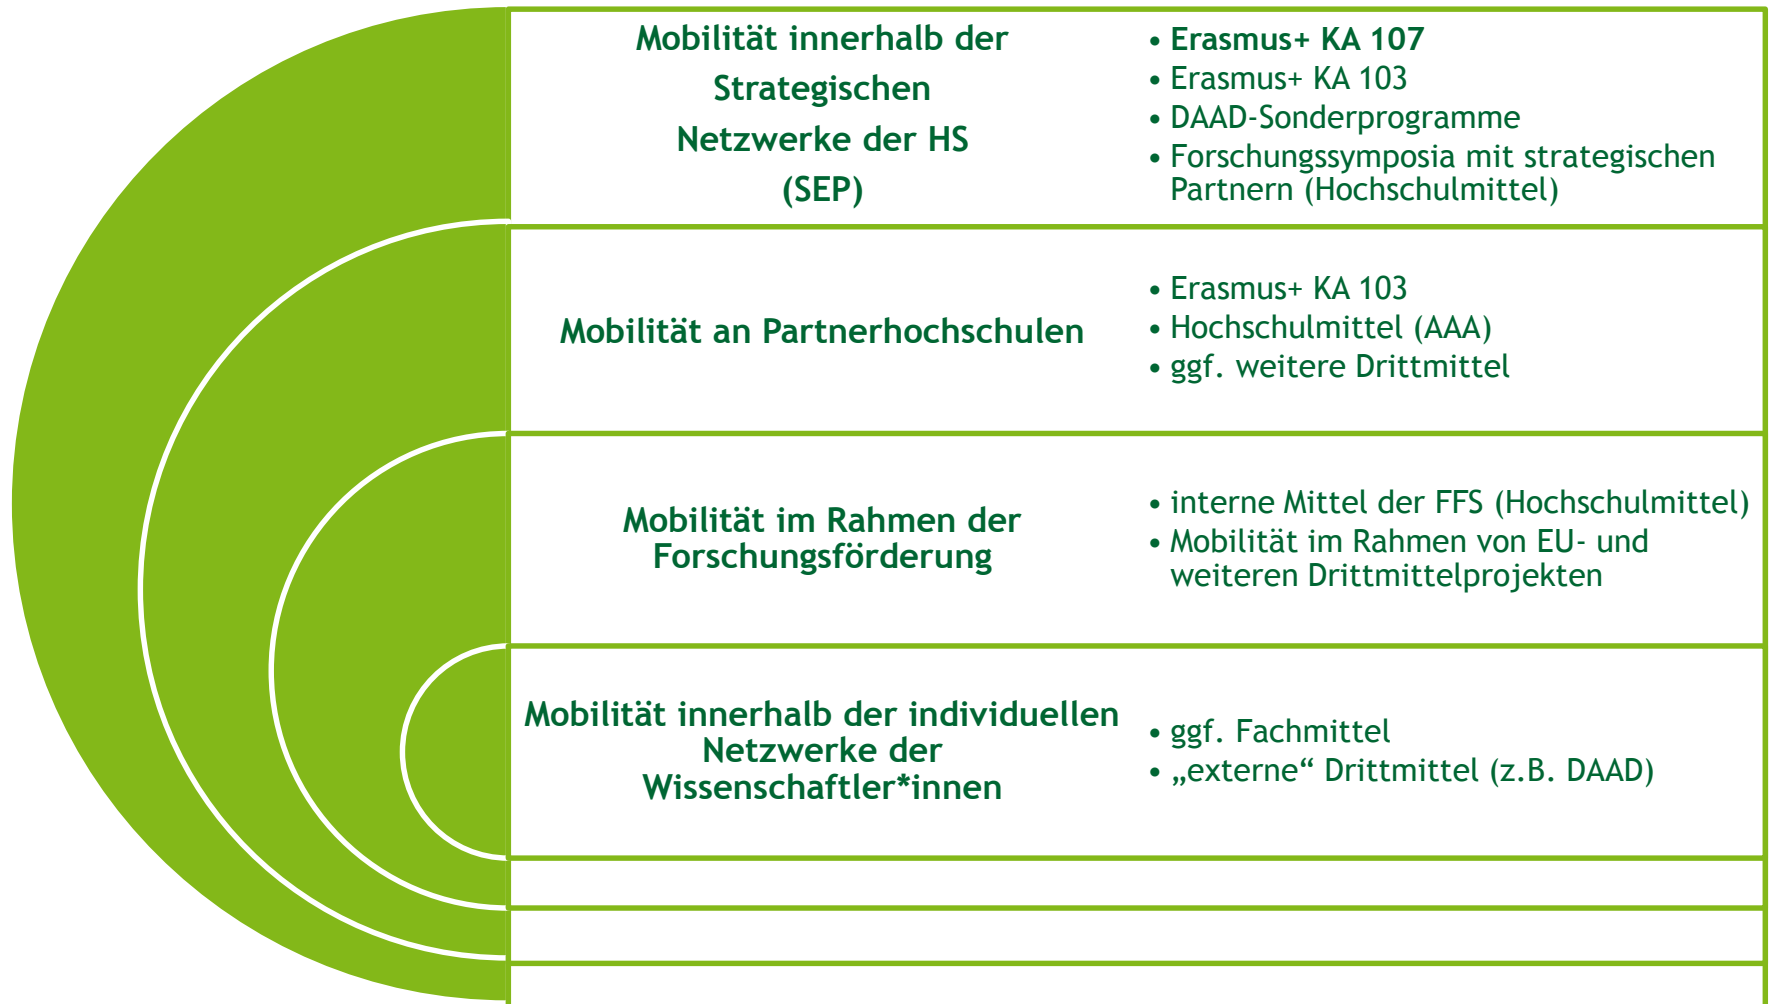 Mobilität innerhalb der
Strategischen
Netzwerke der HS
(SEP)
• Erasmus+ KA 107
• Erasmus+ KA 103
• DAAD-Sonderprogramme
• Forschungssymposia mit strategischen
Partnern (Hochschulmittel)
Mobilität an Partnerhochschulen
• Erasmus+ KA 103
• Hochschulmittel (AAA)
• ggf. weitere Drittmittel
Mobilität im Rahmen der
Forschungsförderung
• interne Mittel der FFS (Hochschulmittel)
• Mobilität im Rahmen von EU- und
weiteren Drittmittelprojekten
Mobilität innerhalb der individuellen
Netzwerke der
Wissenschaftler*innen
• ggf. Fachmittel
• „externe“ Drittmittel (z.B. DAAD)